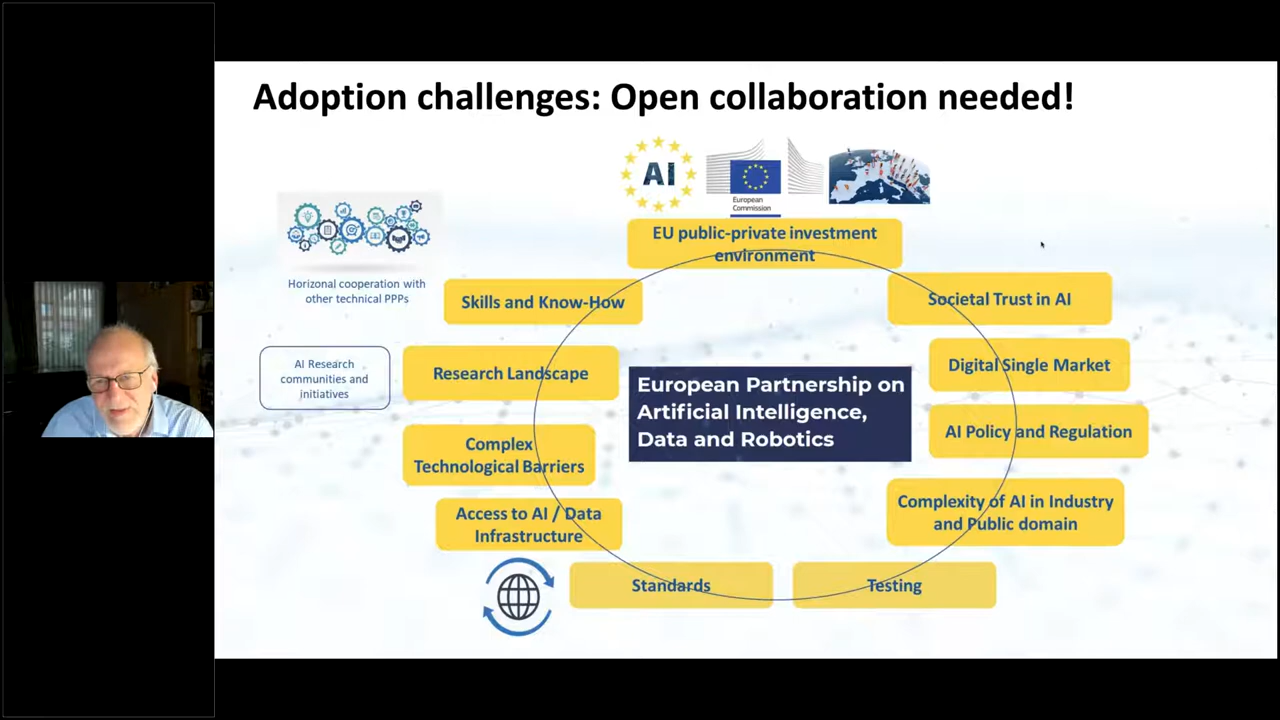 Adoption challenges: Open collaboration needed!
AI
European
Commission
EU public-private investment
environment
Horizonal cooperation with
other technical PPPs
Skills and Know-How
Societal Trust in AI
AI Research
communities and
initiatives
Research Landscape
Digital Single Market
European Partnership on
Artificial Intelligence,
Data and Robotics
AI Policy and Regulation
Complex
Technological Barriers
Complexity of AI in Industry
and Public domain
Access to AI / Data
Infrastructure
Standards
Testing